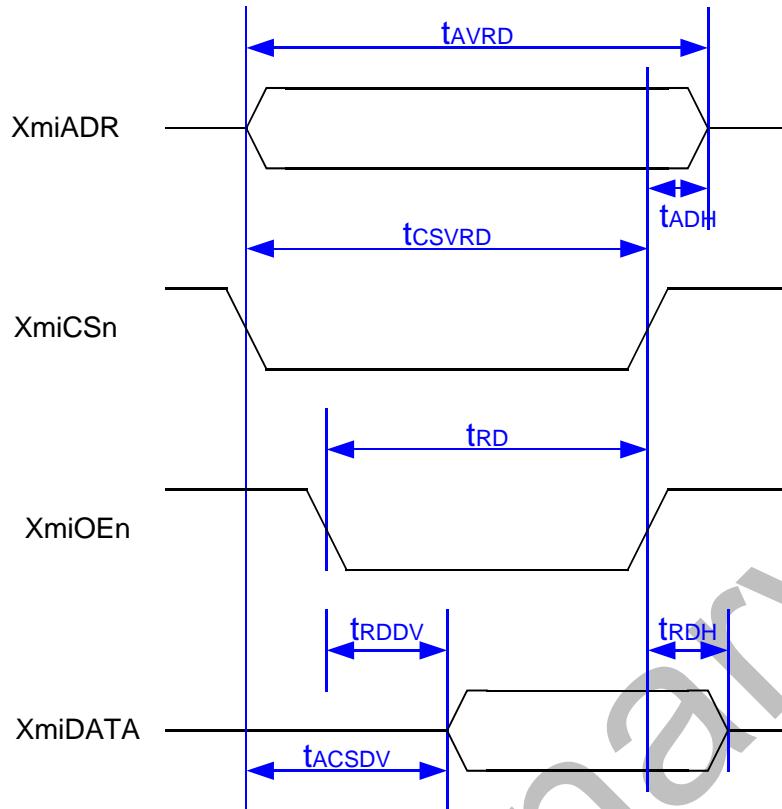 tAVRD
XmiADR
tADH
tCSVRD
XmiCSn
tRD
XmiOEn
tRDDV
tRDH
XmiDATA
tACSDV